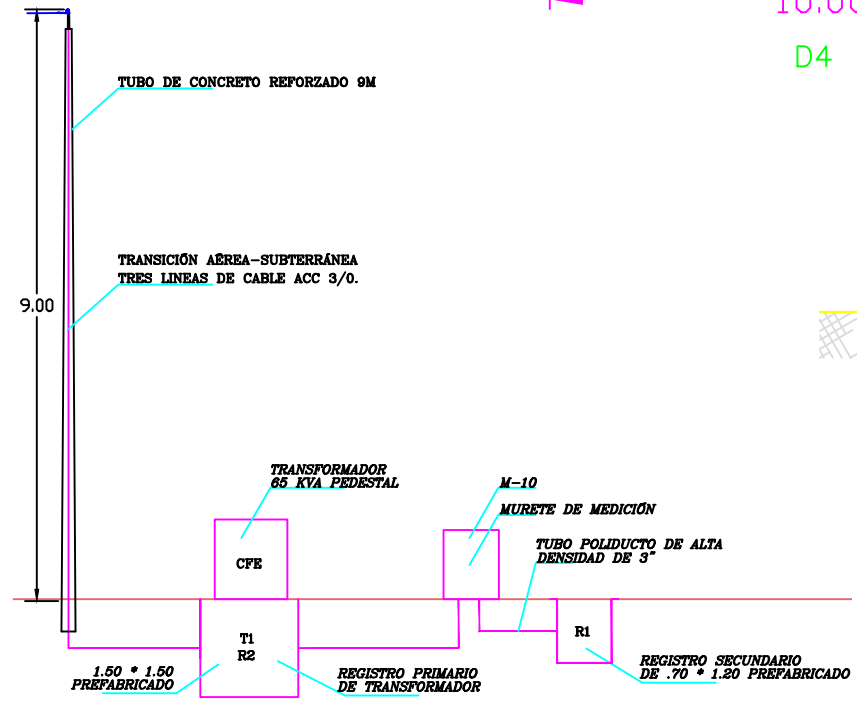 10.00
D4
TUBO DE CONCRETO REFORZADO 9M
TRANSICIÓN AÉREA-SUBTERRÁNEA
TRES LINEAS DE CABLE ACC 3/0.
9.00
TRANSFORMADOR
65 KVA PEDESTAL
M-10
MURETE DE MEDICIÓN
TUBO POLIDUCTO DE ALTA
DENSIDAD DE 3"
CFE
T1
R2
R1
1.50 * 1.50
PREFABRICADO
REGISTRO PRIMARIO
DE TRANSFORMADOR
REGISTRO SECUNDARIO
DE .70 * 1.20 PREFABRICADO